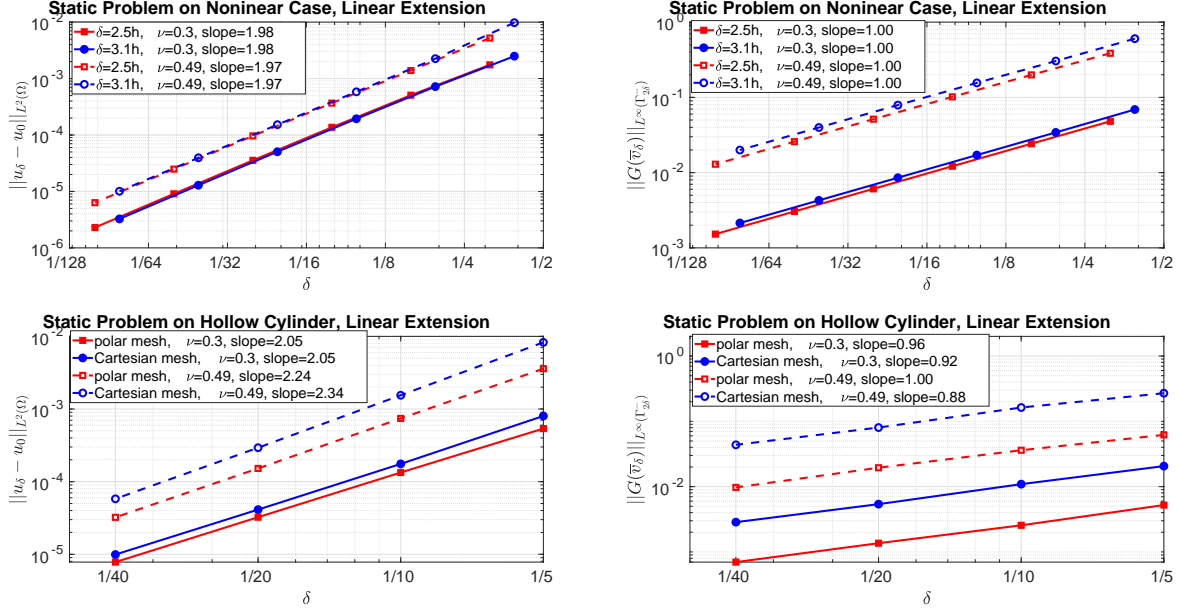 Static Problem on Noninear Case, Linear Extension
δ=2.5h, ν=0.3, slope=1.98
δ=3.1h, ν=0.3, slope=1.98
δ=2.5h, ν=0.49, slope=1.97
δ=3.1h, ν=0.49, slope=1.97
10^-2
10^-3
10^-4
10^-5
10^-6
||u_δ − u_0||_{L^2(Ω)}
1/128 1/64 1/32 1/16 1/8 1/4 1/2
δ
Static Problem on Noninear Case, Linear Extension
δ=2.5h, ν=0.3, slope=1.00
δ=3.1h, ν=0.3, slope=1.00
δ=2.5h, ν=0.49, slope=1.00
δ=3.1h, ν=0.49, slope=1.00
10^0
10^-1
10^-2
10^-3
||G(v̅_δ)||_{L^∞(Γ^-_{2δ})}
1/128 1/64 1/32 1/16 1/8 1/4 1/2
δ
Static Problem on Hollow Cylinder, Linear Extension
polar mesh, ν=0.3, slope=2.05
Cartesian mesh, ν=0.3, slope=2.05
polar mesh, ν=0.49, slope=2.24
Cartesian mesh, ν=0.49, slope=2.34
10^-2
10^-3
10^-4
10^-5
||u_δ − u_0||_{L^2(Ω)}
1/40 1/20 1/10 1/5
δ
Static Problem on Hollow Cylinder, Linear Extension
polar mesh, ν=0.3, slope=0.96
Cartesian mesh, ν=0.3, slope=0.92
polar mesh, ν=0.49, slope=1.00
Cartesian mesh, ν=0.49, slope=0.88
10^0
10^-2
||G(v̅_δ)||_{L^∞(Γ^-_{2δ})}
1/40 1/20 1/10 1/5
δ